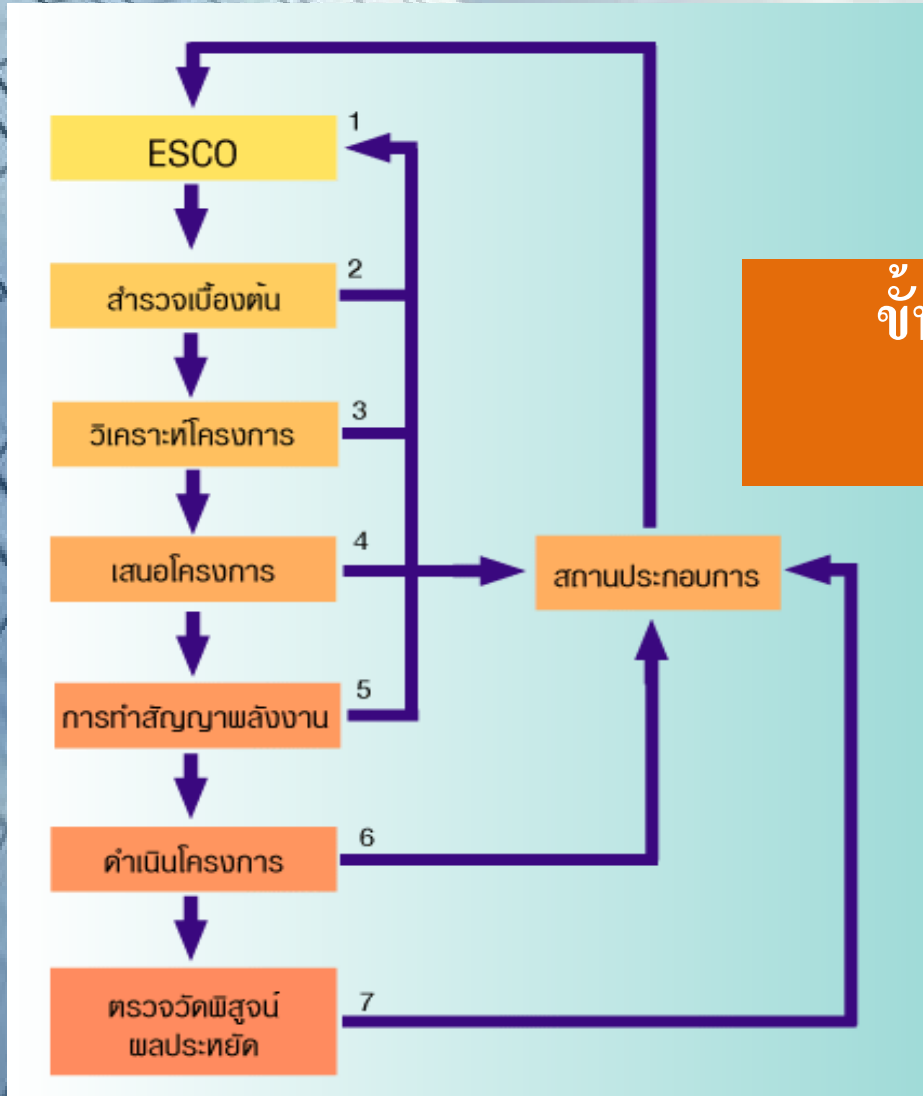 ESCO
1
สำรวจเบื้องต้น
2
วิเคราะห์โครงการ
3
เสนอโครงการ
4
สถานประกอบการ
การทำสัญญาพลังงาน
5
ดำเนินโครงการ
6
ตรวจวัดพิสูจน์
ผลประหยัด
7